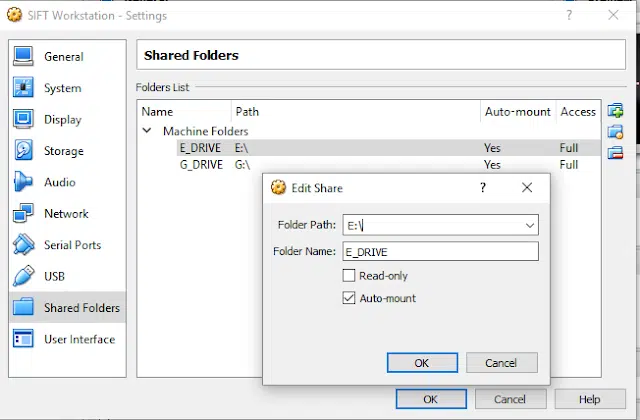 SIFT Workstation - Settings ?
General
System
Display
Storage
Audio
Network
Serial Ports
USB
Shared Folders
User Interface
Shared Folders
Folders List
Name Path Auto-mount Access
Machine Folders
E_DRIVE E:\ Yes Full
G_DRIVE G:\ Yes Full
Edit Share ?
Folder Path: E:\
Folder Name: E_DRIVE
Read-only
Auto-mount
OK Cancel
OK Cancel Help